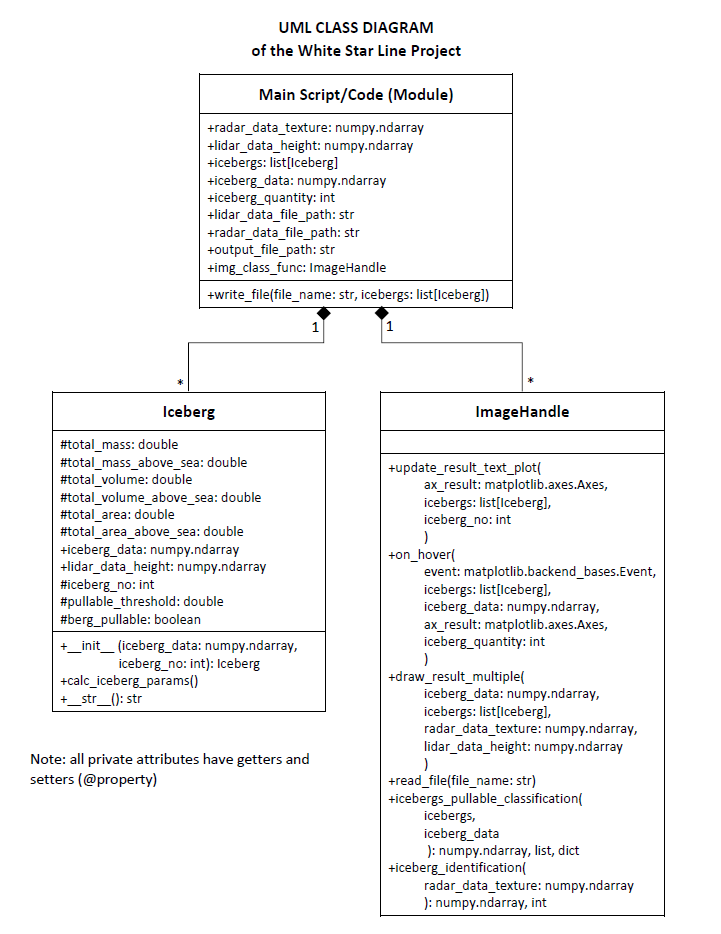 UML CLASS DIAGRAM
of the White Star Line Project
Main Script/Code (Module)
+radar_data_texture: numpy.ndarray
+lidar_data_height: numpy.ndarray
+icebergs: list[Iceberg]
+iceberg_data: numpy.ndarray
+iceberg_quantity: int
+lidar_data_file_path: str
+radar_data_file_path: str
+output_file_path: str
+img_class_func: ImageHandle
+write_file(file_name: str, icebergs: list[Iceberg])
1
1
*
*
Iceberg
#total_mass: double
#total_mass_above_sea: double
#total_volume: double
#total_volume_above_sea: double
#total_area: double
#total_area_above_sea: double
+iceberg_data: numpy.ndarray
+lidar_data_height: numpy.ndarray
#iceberg_no: int
#pullable_threshold: double
#berg_pullable: boolean
+__init__ (iceberg_data: numpy.ndarray,
iceberg_no: int): Iceberg
+calc_iceberg_params()
+__str__(): str
Note: all private attributes have getters and
setters (@property)
ImageHandle
+update_result_text_plot(
ax_result: matplotlib.axes.Axes,
icebergs: list[Iceberg],
iceberg_no: int
)
+on_hover(
event: matplotlib.backend_bases.Event,
icebergs: list[Iceberg],
iceberg_data: numpy.ndarray,
ax_result: matplotlib.axes.Axes,
iceberg_quantity: int
)
+draw_result_multiple(
iceberg_data: numpy.ndarray,
icebergs: list[Iceberg],
radar_data_texture: numpy.ndarray,
lidar_data_height: numpy.ndarray
)
+read_file(file_name: str)
+icebergs_pullable_classification(
icebergs,
iceberg_data
): numpy.ndarray, list, dict
+iceberg_identification(
radar_data_texture: numpy.ndarray
): numpy.ndarray, int